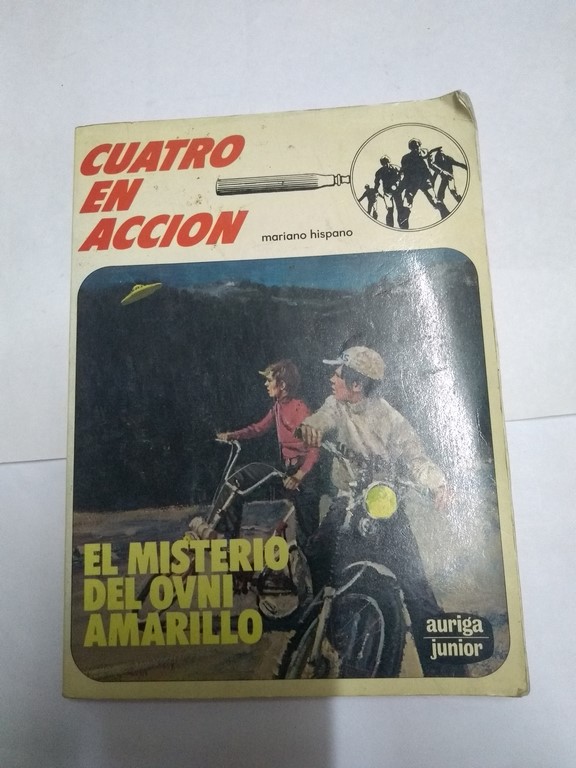 CUATRO
EN
ACCION
mariano hispano
EL MISTERIO
DEL OVNI
AMARILLO
auriga
junior